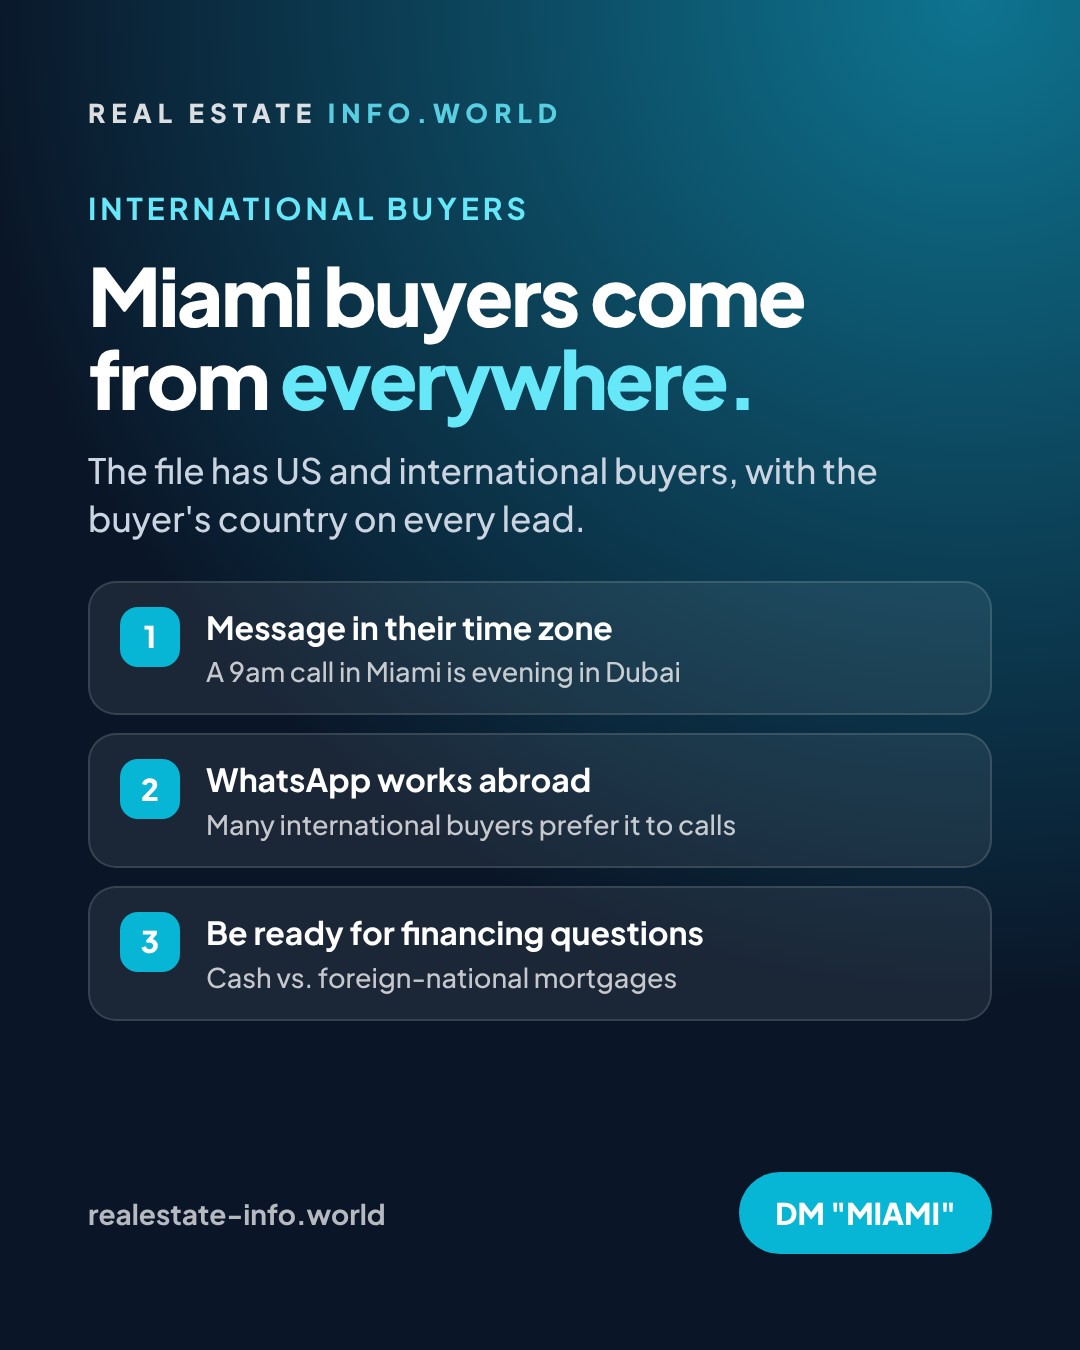 REAL ESTATE INFO.WORLD
INTERNATIONAL BUYERS
Miami buyers come
from everywhere.
The file has US and international buyers, with the
buyer's country on every lead.
1
Message in their time zone
A 9am call in Miami is evening in Dubai
2
WhatsApp works abroad
Many international buyers prefer it to calls
3
Be ready for financing questions
Cash vs. foreign-national mortgages
realestate-info.world
DM "MIAMI"